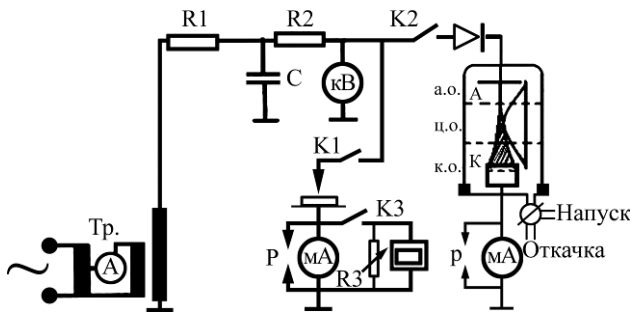 R1
R2
K2
C
кВ
а.о.
А
ц.о.
К
к.о.
K1
K3
Напуск
Откачка
Тр.
А
Р
мА
R3
р
мА